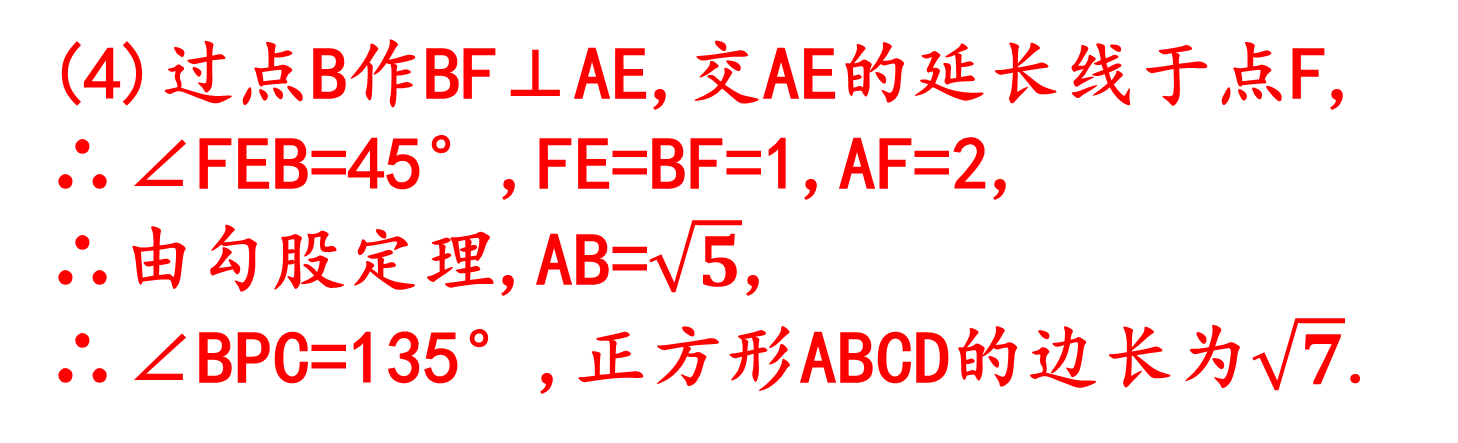 (4)过点B作BF⊥AE,交AE的延长线于点F,
∴∠FEB=45°,FE=BF=1,AF=2,
∴由勾股定理,AB=√5,
∴∠BPC=135°,正方形ABCD的边长为√7.